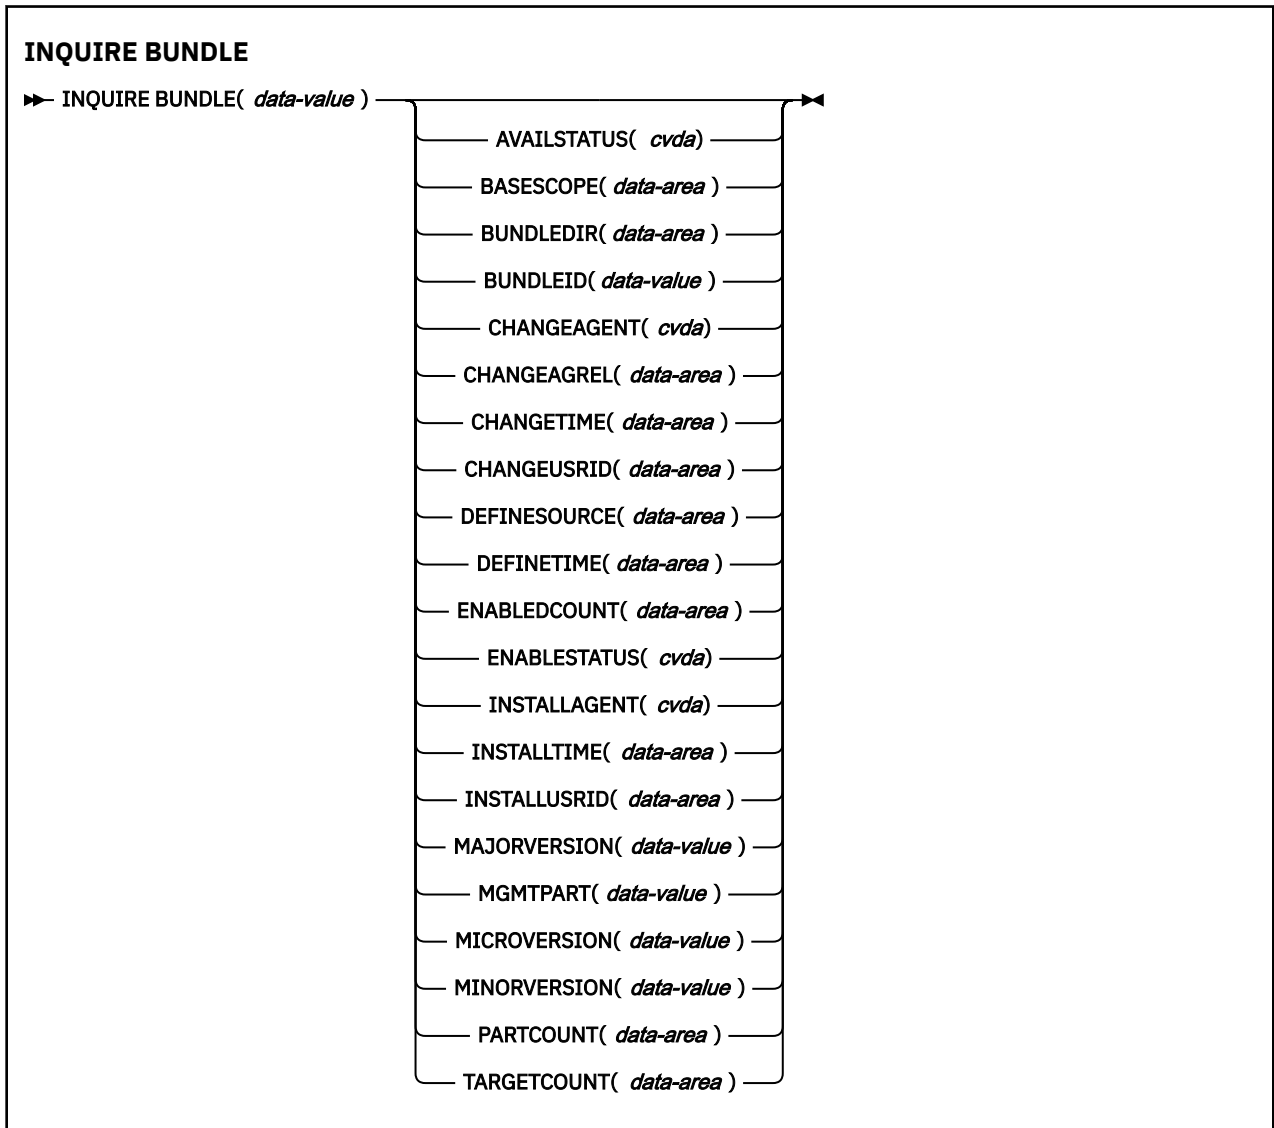 INQUIRE BUNDLE
INQUIRE BUNDLE( data-value )
AVAILSTATUS( cvda)
BASESCOPE( data-area )
BUNDLEDIR( data-area )
BUNDLEID( data-value )
CHANGEAGENT( cvda)
CHANGEAGREL( data-area )
CHANGETIME( data-area )
CHANGEUSRID( data-area )
DEFINESOURCE( data-area )
DEFINETIME( data-area )
ENABLEDCOUNT( data-area )
ENABLESTATUS( cvda)
INSTALLAGENT( cvda)
INSTALLTIME( data-area )
INSTALLUSRID( data-area )
MAJORVERSION( data-value )
MGMTPART( data-value )
MICROVERSION( data-value )
MINORVERSION( data-value )
PARTCOUNT( data-area )
TARGETCOUNT( data-area )